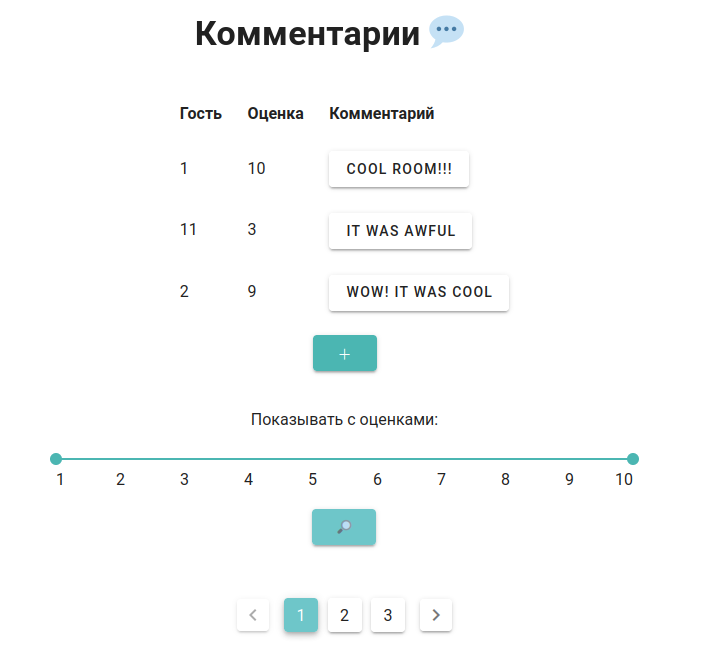 Комментарии
Гость Оценка Комментарий
1 10 COOL ROOM!!!
11 3 IT WAS AWFUL
2 9 WOW! IT WAS COOL
+
Показывать с оценками:
1 2 3 4 5 6 7 8 9 10
1 2 3